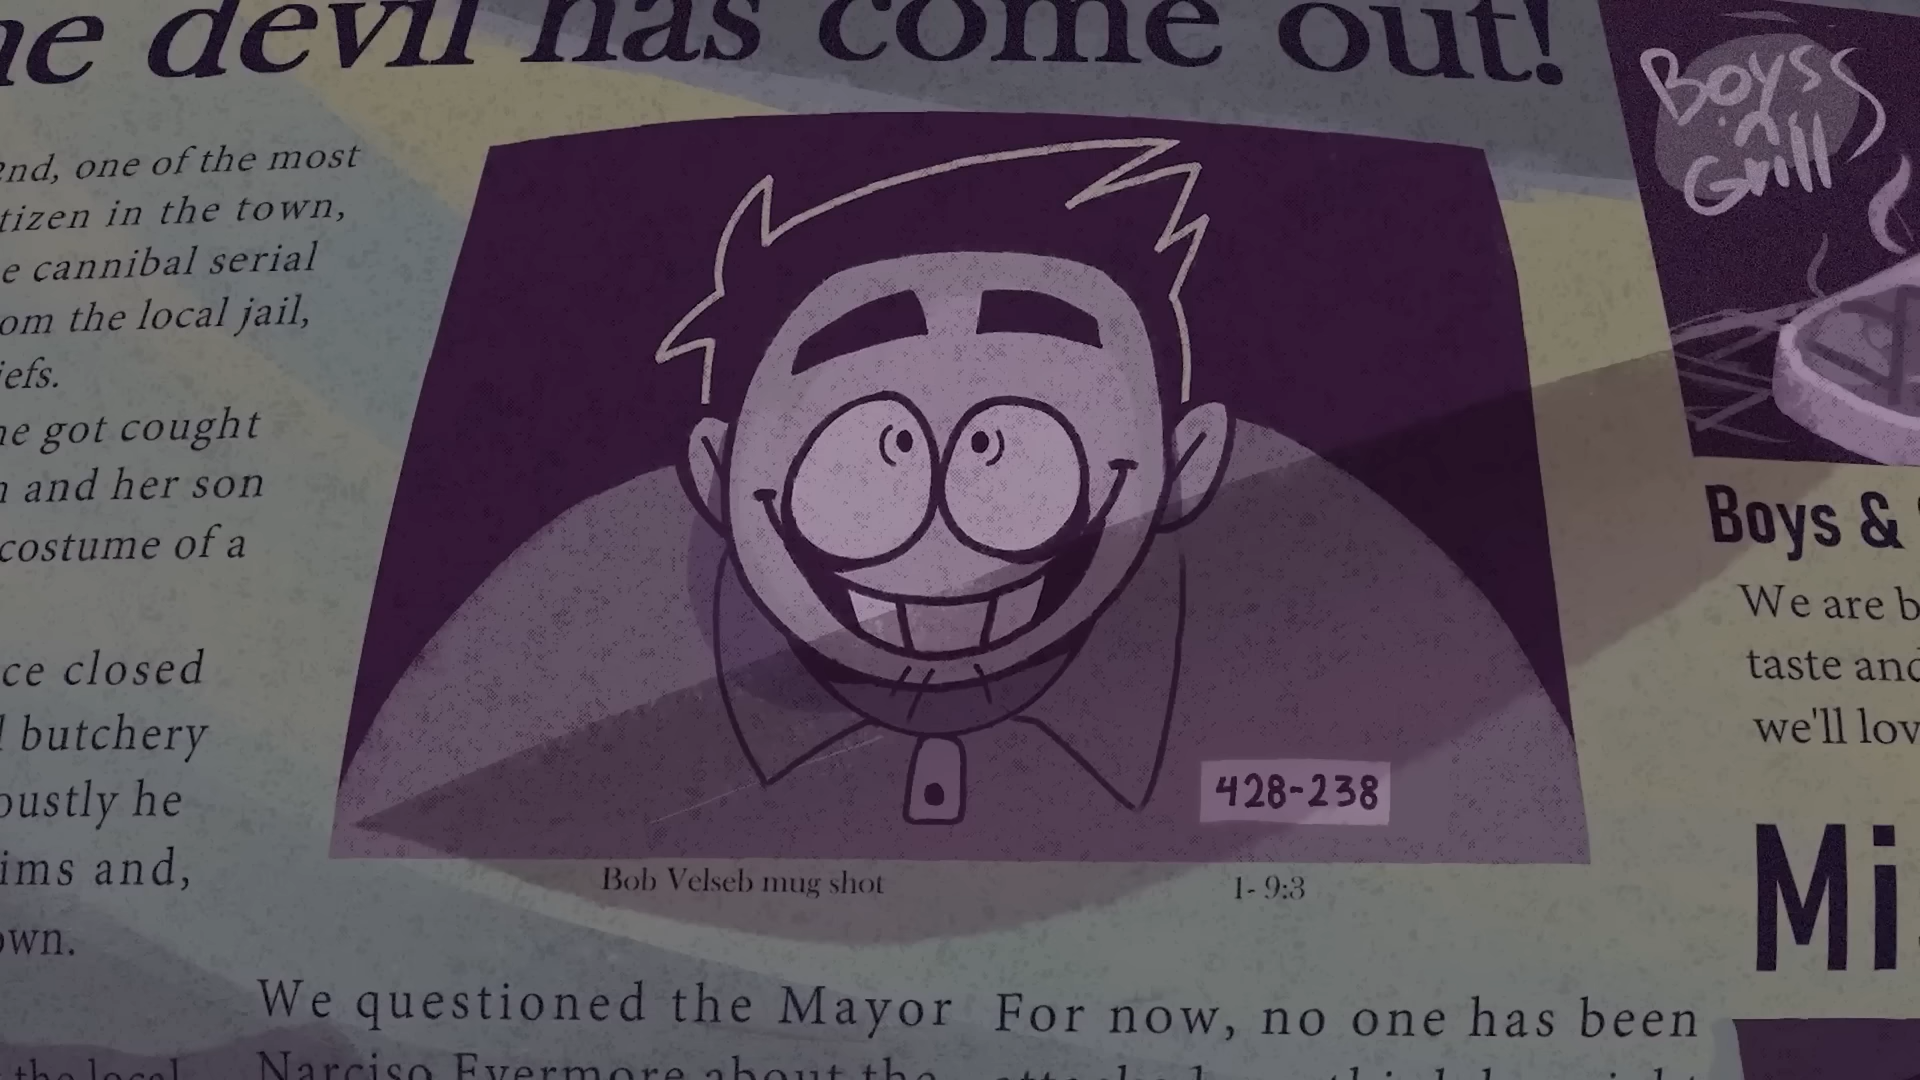 he devil has come out!
2nd, one of the most
tizen in the town,
e cannibal serial
om the local jail,
iefs.
he got cought
and her son
costume of a
ce closed
butchery
oustly he
ims and,
own.
the local
428-238
Bob Velseb mug shot
1- 9:3
We questioned the Mayor
Narciso Evermore about the
For now, no one has been
Boys
n
Grill
Boys &
We are b
taste and
we'll lov
Mi